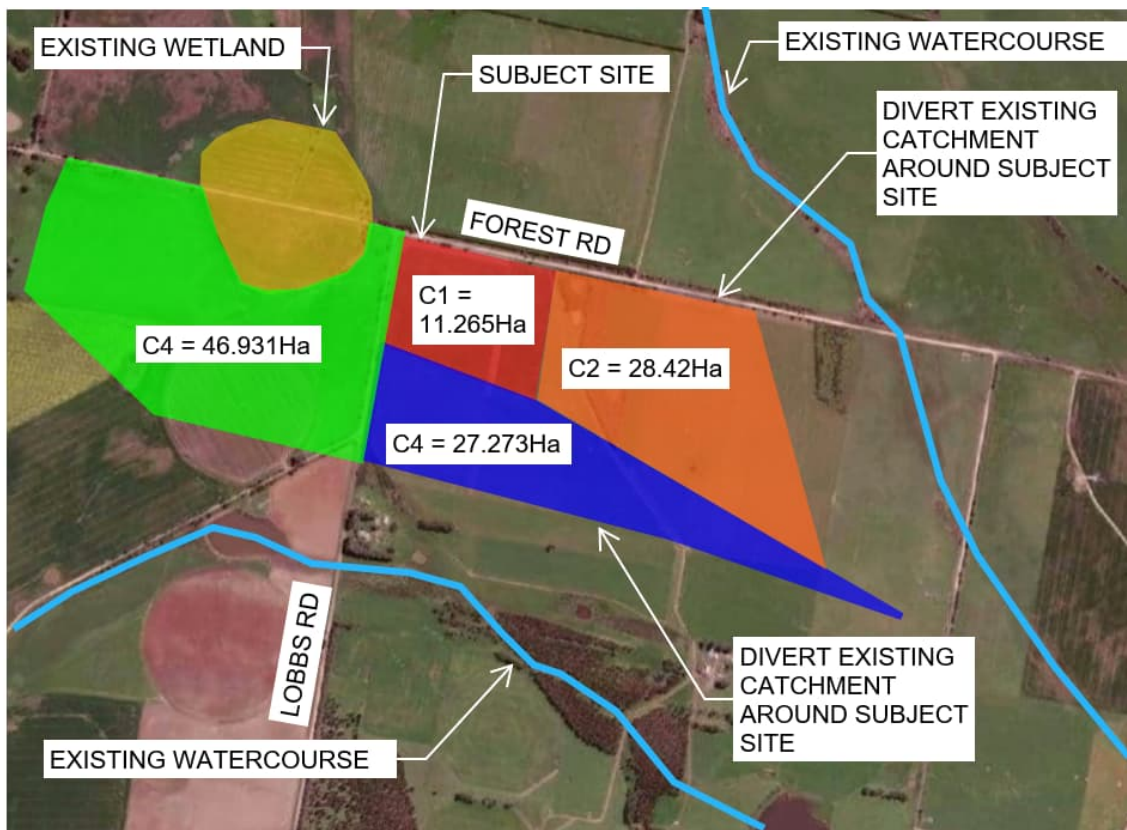 EXISTING WETLAND
EXISTING WATERCOURSE
SUBJECT SITE
DIVERT EXISTING
CATCHMENT
AROUND SUBJECT
SITE
FOREST RD
C1 =
11.265Ha
C4 = 46.931Ha
C2 = 28.42Ha
C4 = 27.273Ha
LOBBS RD
DIVERT EXISTING
CATCHMENT
AROUND SUBJECT
SITE
EXISTING WATERCOURSE